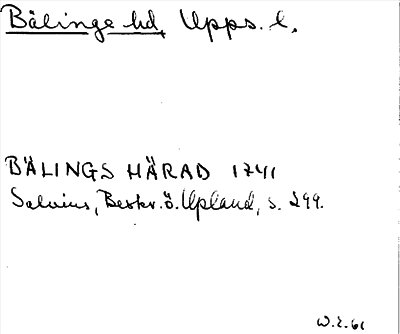 Bälinge hd, Upps. l.
BÄLINGS HÄRAD 1741
Salvius, Beskr. ö. Upland, s. 299.
W.E. 61